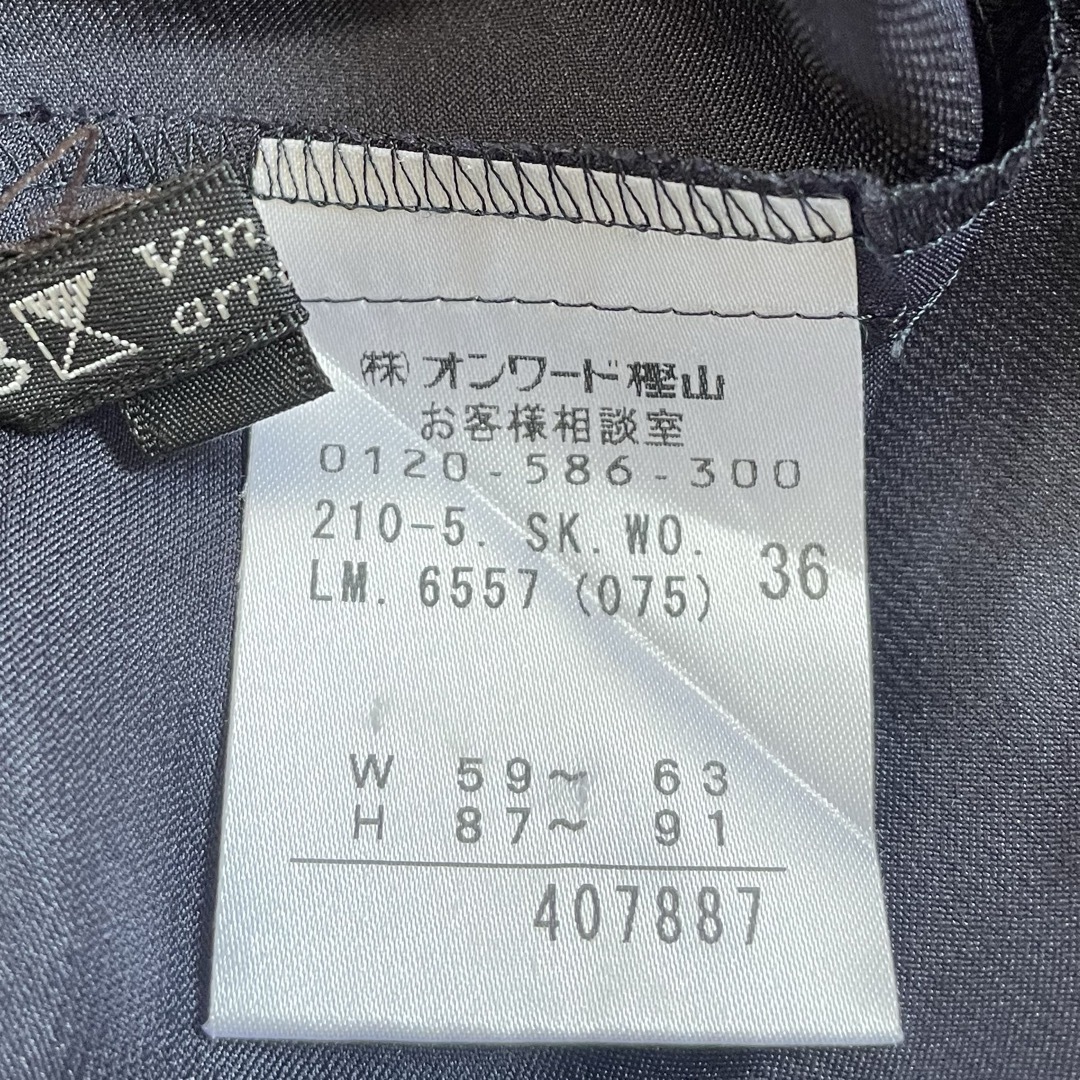 (株)オンワード樫山
お客様相談室
0120-586-300
210-5. SK. WO.
LM. 6557 (075)
36
W 59~ 63
H 87~ 91
407887